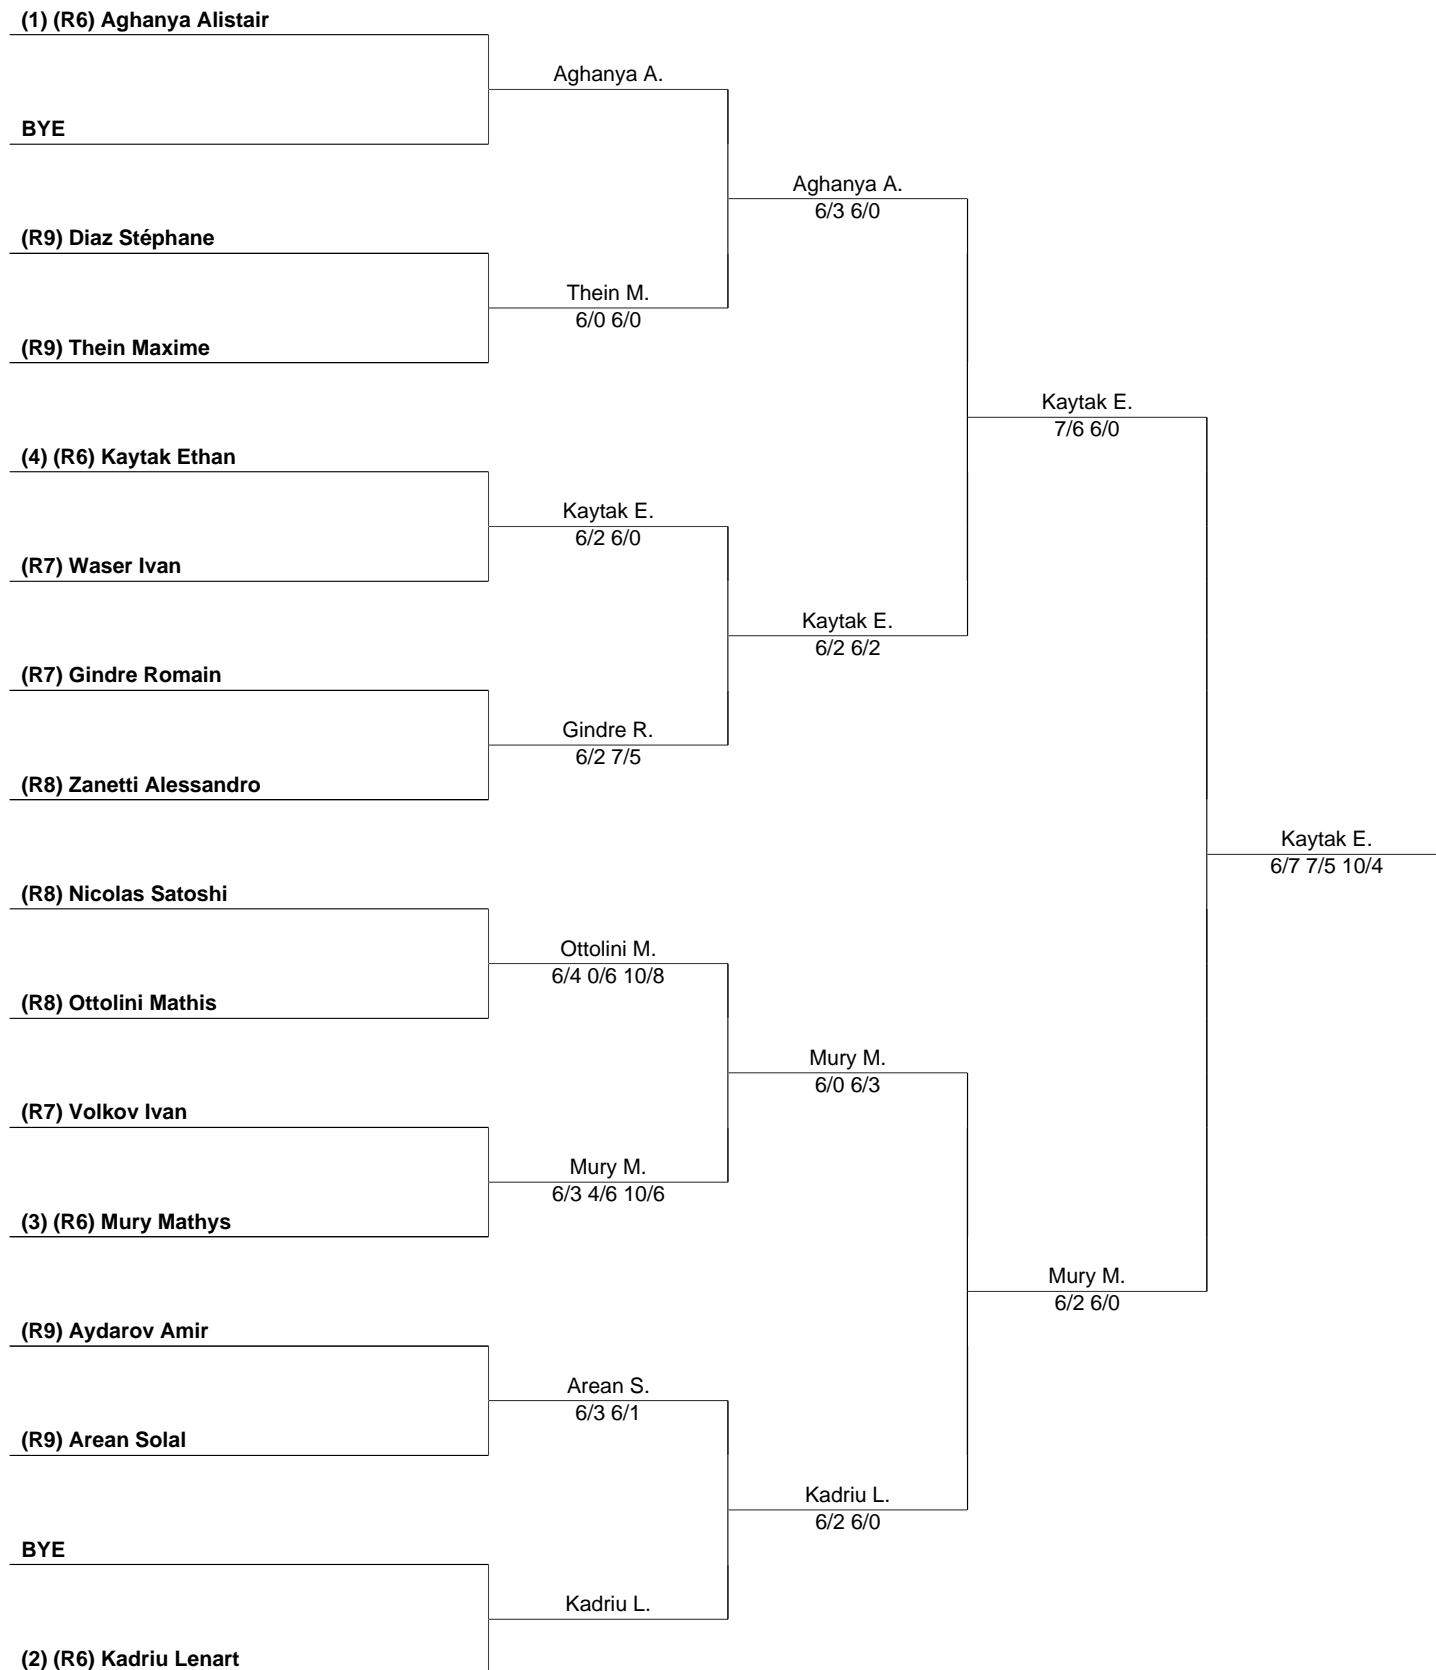 (1) (R6) Aghanya Alistair
Aghanya A.
BYE
Aghanya A.
6/3 6/0
(R9) Diaz Stéphane
Thein M.
6/0 6/0
(R9) Thein Maxime
Kaytak E.
7/6 6/0
(4) (R6) Kaytak Ethan
Kaytak E.
6/2 6/0
(R7) Waser Ivan
Kaytak E.
6/2 6/2
(R7) Gindre Romain
Gindre R.
6/2 7/5
(R8) Zanetti Alessandro
Kaytak E.
6/7 7/5 10/4
(R8) Nicolas Satoshi
Ottolini M.
6/4 0/6 10/8
(R8) Ottolini Mathis
Mury M.
6/0 6/3
(R7) Volkov Ivan
Mury M.
6/3 4/6 10/6
(3) (R6) Mury Mathys
Mury M.
6/2 6/0
(R9) Aydarov Amir
Arean S.
6/3 6/1
(R9) Arean Solal
Kadriu L.
6/2 6/0
BYE
Kadriu L.
(2) (R6) Kadriu Lenart